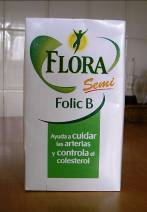 FLORA
Semi
Folic B
Ayuda a cuidar
las arterias
y controla el
colesterol